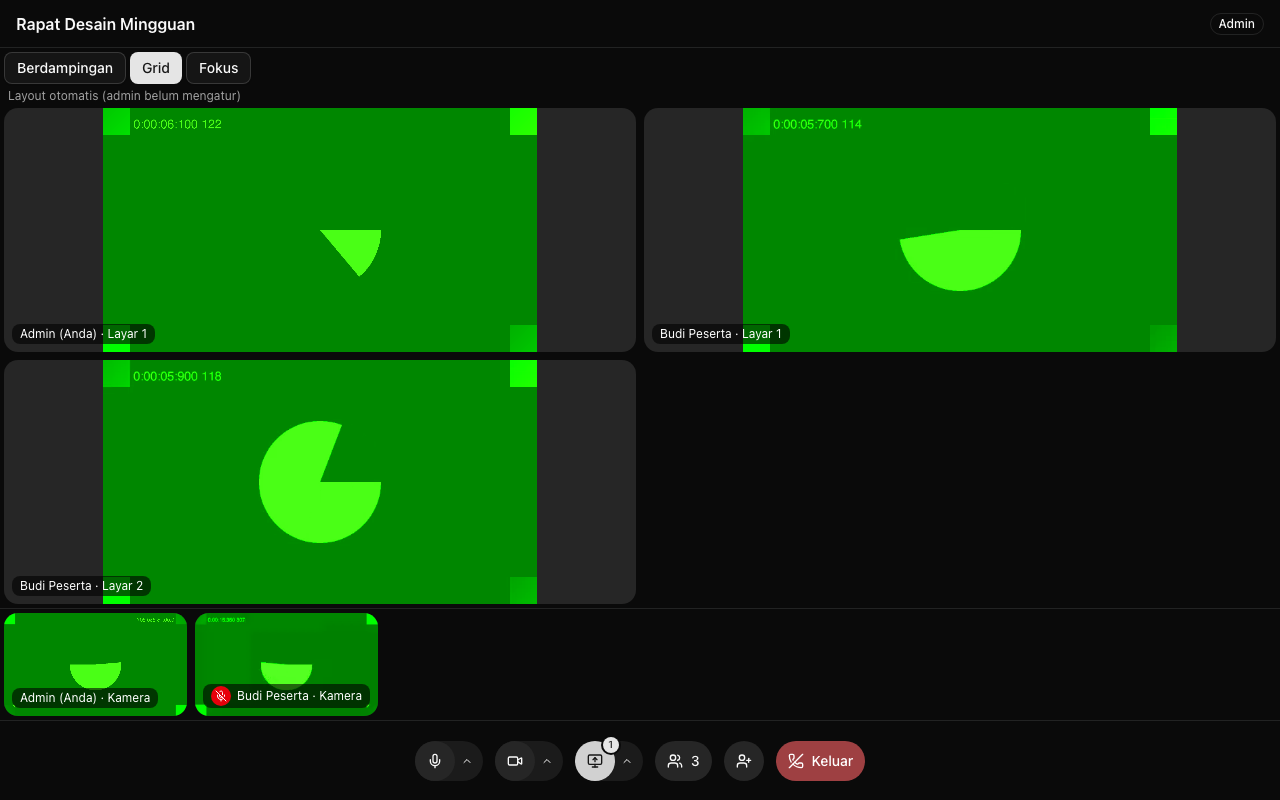 Rapat Desain Mingguan
Admin
Berdampingan
Grid
Fokus
Layout otomatis (admin belum mengatur)
0:00:06:100 122
Admin (Anda) · Layar 1
0:00:05:700 114
Budi Peserta · Layar 1
0:00:05:900 118
Budi Peserta · Layar 2
Admin (Anda) · Kamera
Budi Peserta · Kamera
1
3
Keluar